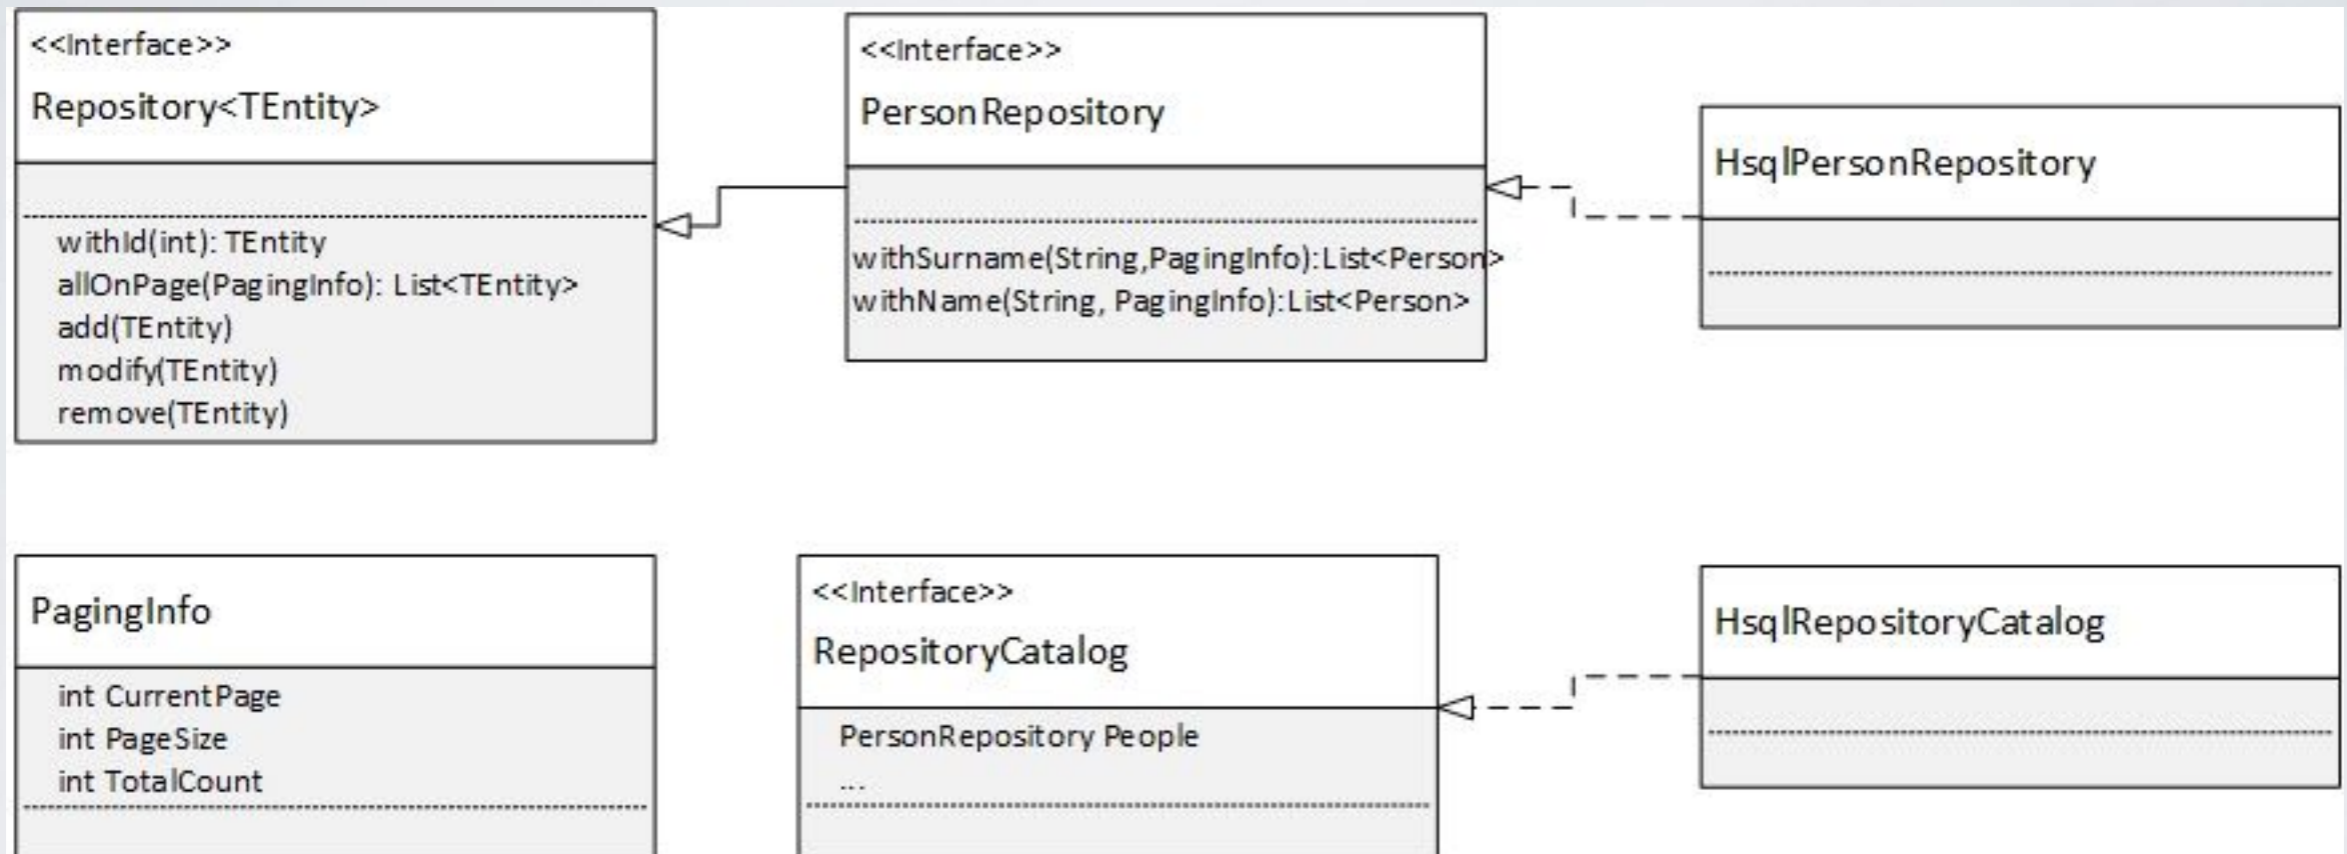 <<Interface>>
Repository<TEntity>
withId(int): TEntity
allOnPage(PagingInfo): List<TEntity>
add(TEntity)
modify(TEntity)
remove(TEntity)
<<Interface>>
PersonRepository
withSurname(String,PagingInfo):List<Person>
withName(String, PagingInfo):List<Person>
HsqlPersonRepository
PagingInfo
int CurrentPage
int PageSize
int TotalCount
<<Interface>>
RepositoryCatalog
PersonRepository People
...
HsqlRepositoryCatalog